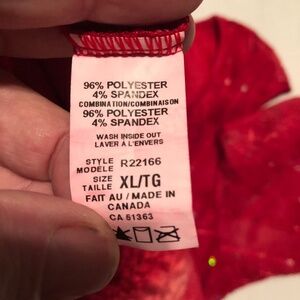 96% POLYESTER
4% SPANDEX
COMBINATION/COMBINAISON
96% POLYESTER
4% SPANDEX
WASH INSIDE OUT
LAVER A L'ENVERS
STYLE R22166
MODELE
SIZE XL/TG
TAILLE
FAIT AU / MADE IN
CANADA
CA 61363